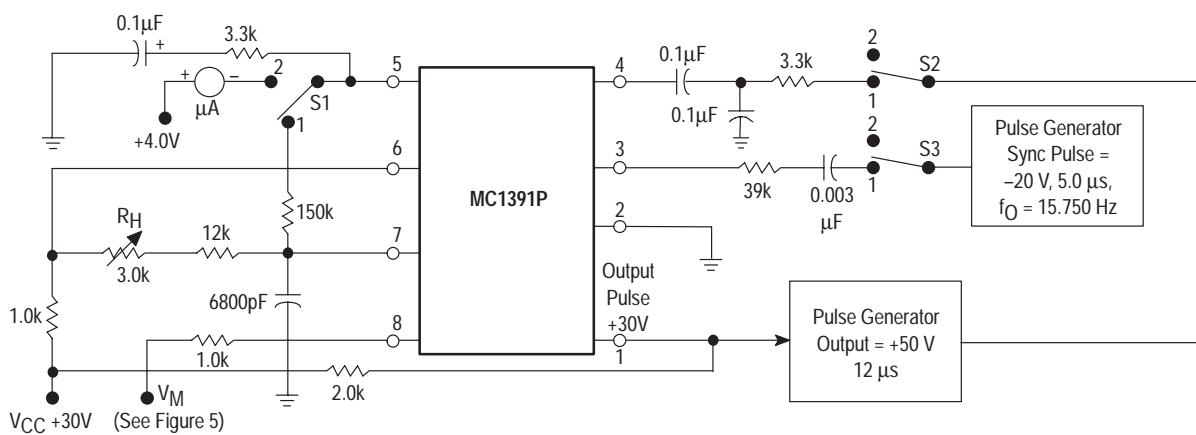 0.1µF
+
3.3k
+ –
µA
+4.0V
2
S1
1
5
6
7
8
150k
RH
3.0k
12k
1.0k
6800pF
1.0k
2.0k
VCC +30V
VM
(See Figure 5)
MC1391P
4
3
2
Output
Pulse
+30V
1
0.1µF
0.1µF
3.3k
2
1
S2
39k
0.003
µF
2
1
S3
Pulse Generator
Sync Pulse =
–20 V, 5.0 µs,
fO = 15.750 Hz
Pulse Generator
Output = +50 V
12 µs